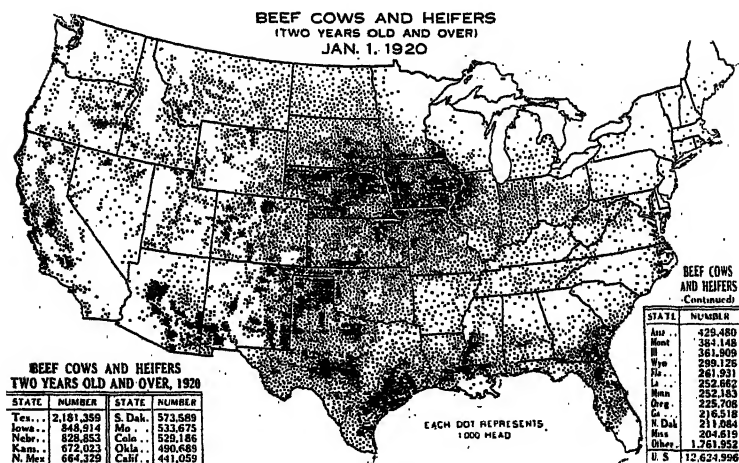 BEEF COWS AND HEIFERS
(TWO YEARS OLD AND OVER)
JAN. 1. 1920
EACH DOT REPRESENTS
1000 HEAD
BEEF COWS AND HEIFERS
TWO YEARS OLD AND OVER, 1920
STATE NUMBER STATE NUMBER
Tex... 2,181,359 S. Dak. 573,589
Iowa.. 848,914 Mo .. 533,675
Nebr.. 828,853 Colo.. 529,186
Kans.. 672,023 Okla.. 490,689
N. Mex 664,329 Calif.. 441,059
BEEF COWS
AND HEIFERS
(Continued)
STATE NUMBER
429,480
Mont 384,148
Ill .. 361,909
Wyo 299,126
Fla .. 261,931
La .. 252,662
Minn 252,183
Oreg. 225,708
Ga .. 216,518
N. Dak 211,084
Miss 204,619
Other. 1,761,952
U. S 12,624,996